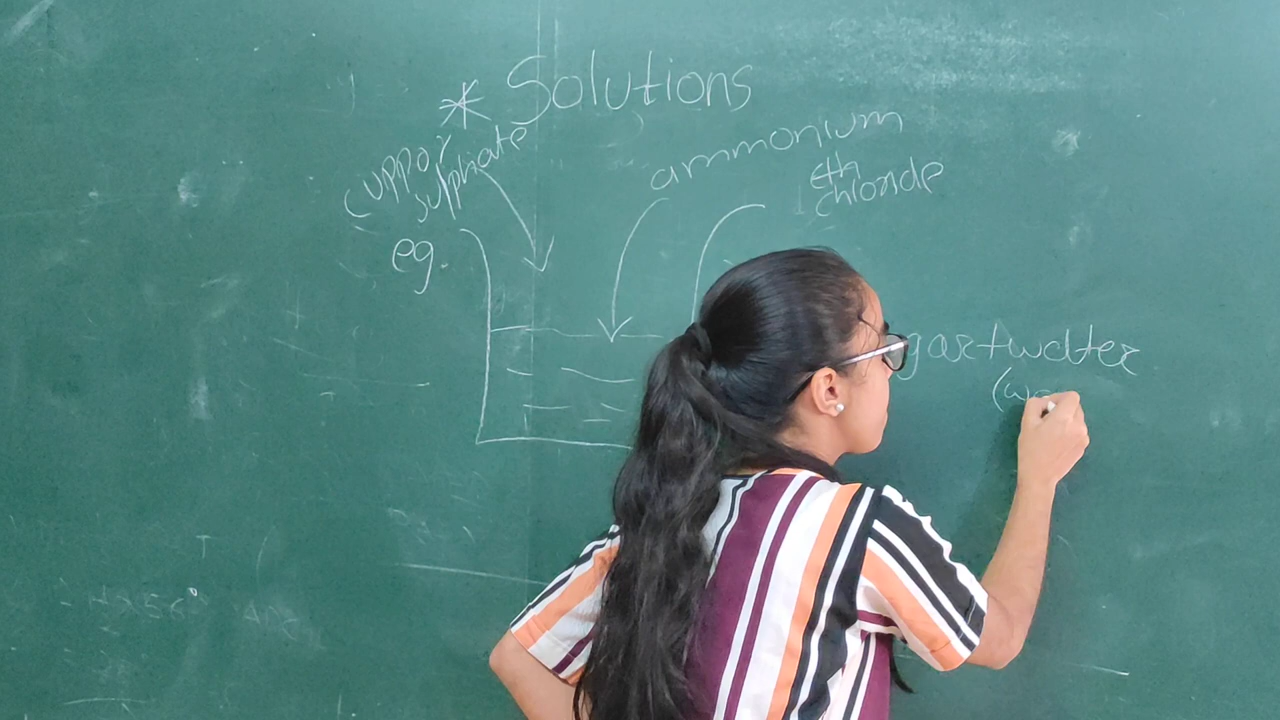 * Solutions
cuppor
sulphate
ammonium
eth
chloride
eg.
gar+water